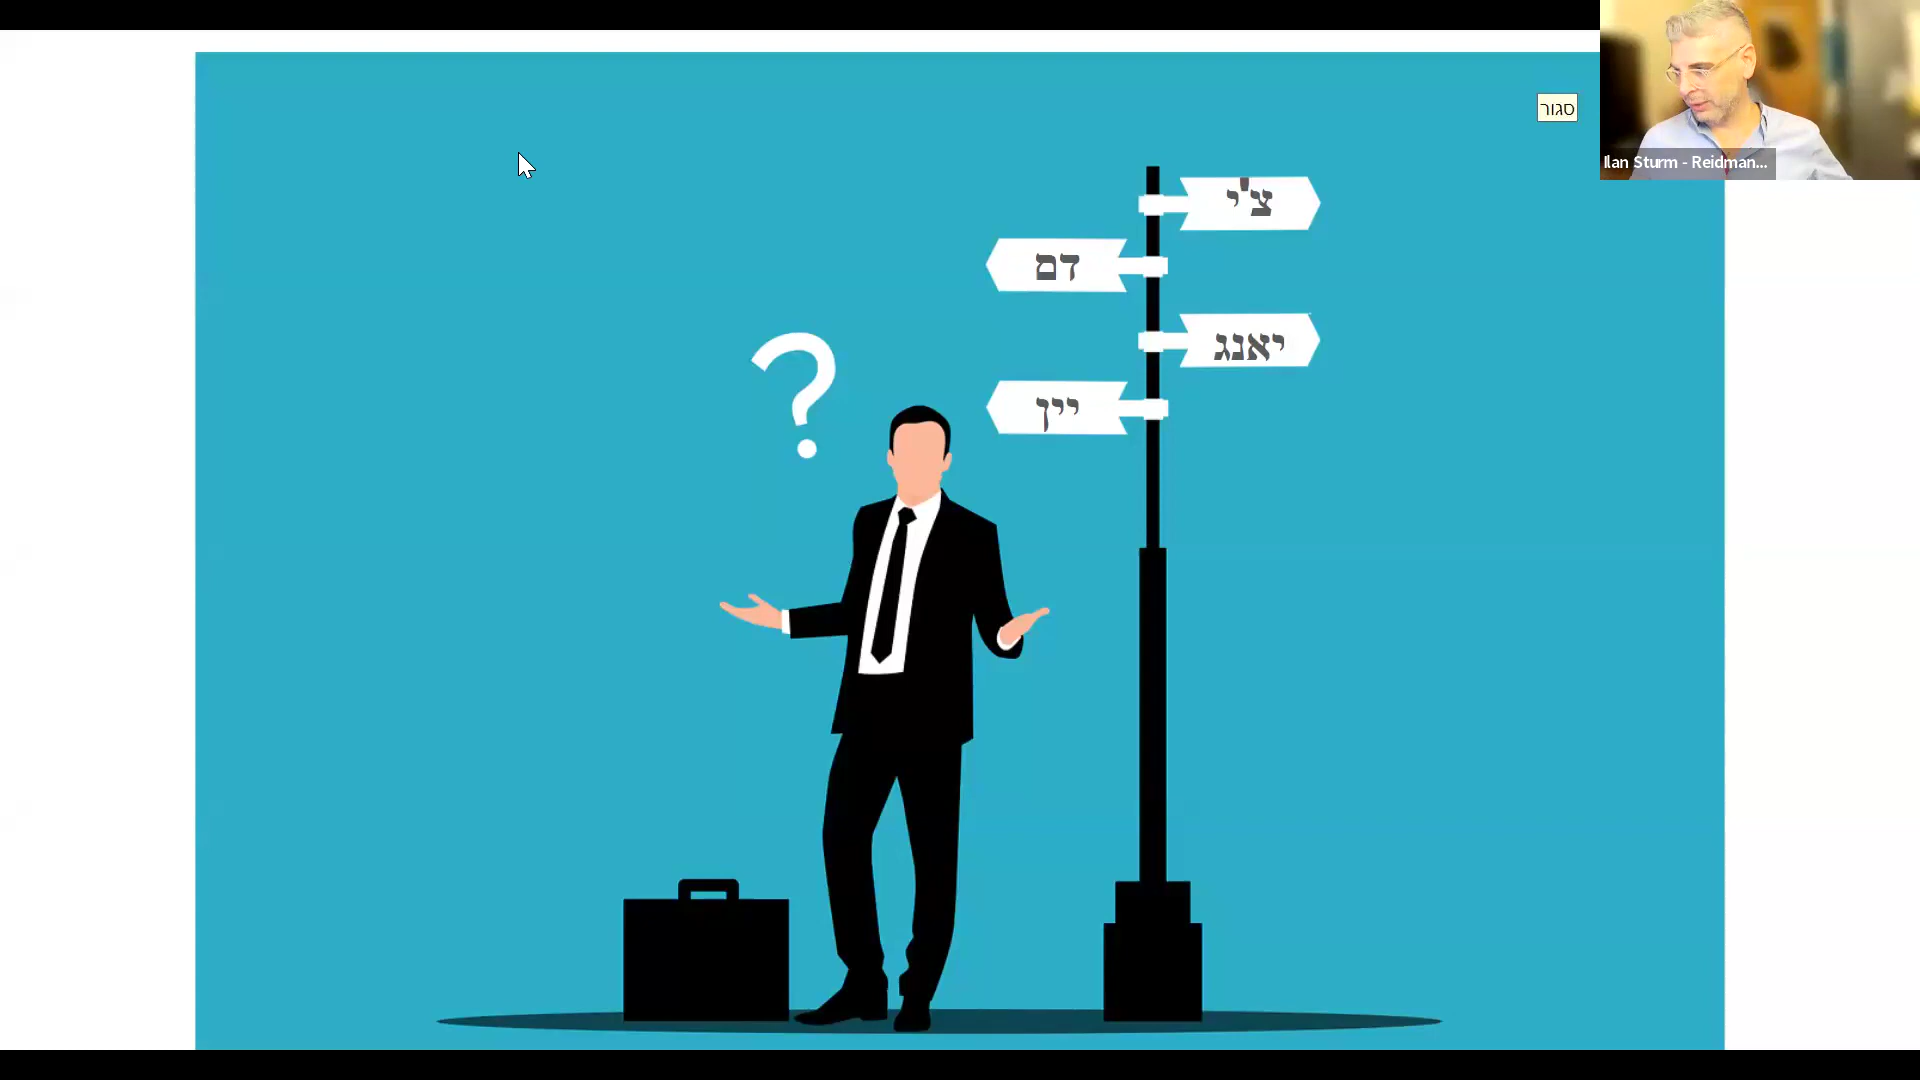 סגור
Ilan Sturm - Reidman...
צ'י
דם
יאנג
יין
?